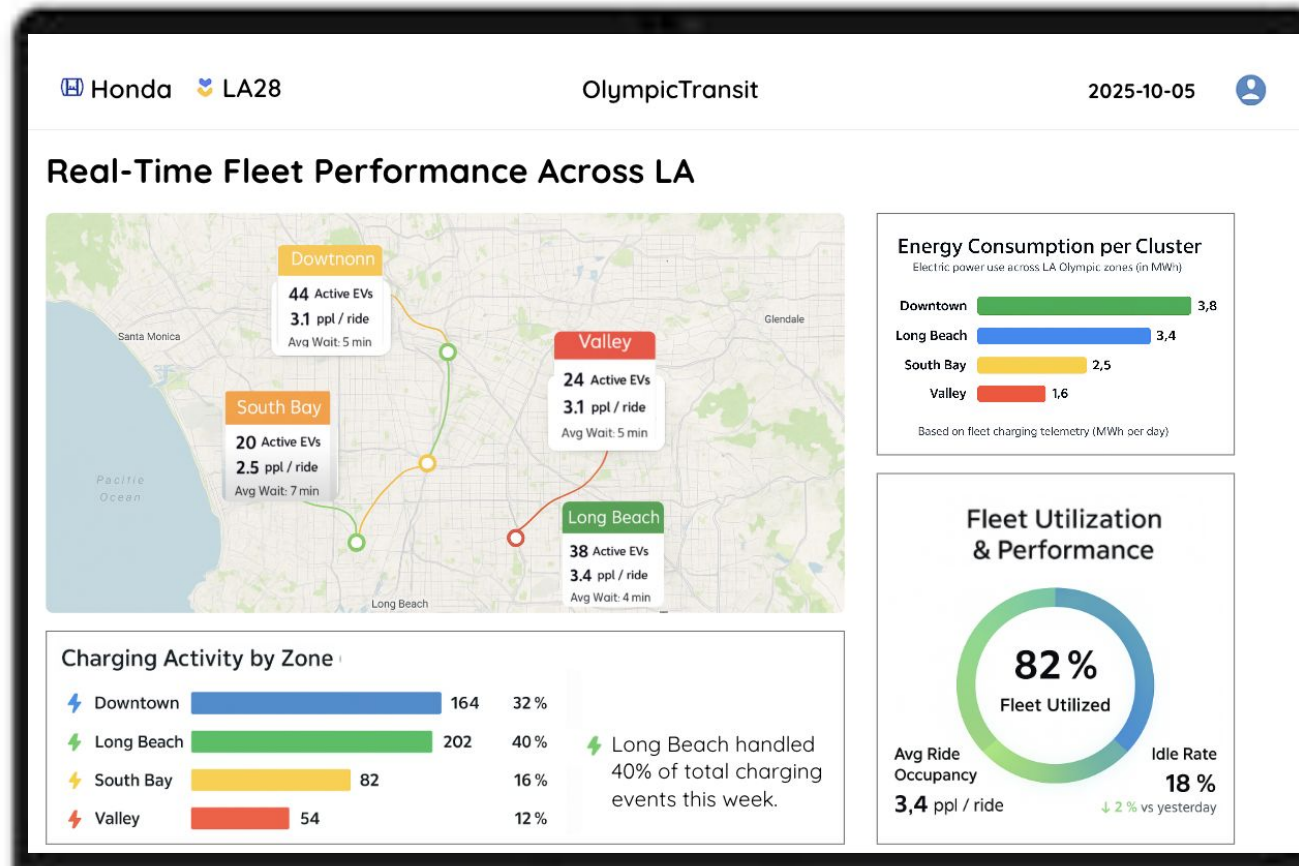 Honda LA28 OlympicTransit 2025-10-05
Real-Time Fleet Performance Across LA
Dowtnonn
44 Active EVs
3.1 ppl / ride
Avg Wait: 5 min
Santa Monica
Glendale
Valley
24 Active EVs
3.1 ppl / ride
Avg Wait: 5 min
South Bay
20 Active EVs
2.5 ppl / ride
Avg Wait: 7 min
Pacific
Ocean
Long Beach
38 Active EVs
3.4 ppl / ride
Avg Wait: 4 min
Long Beach
Energy Consumption per Cluster
Electric power use across LA Olympic zones (in MWh)
Downtown 3,8
Long Beach 3,4
South Bay 2,5
Valley 1,6
Based on fleet charging telemetry (MWh per day)
Charging Activity by Zone
Downtown 164 32 %
Long Beach 202 40 %
South Bay 82 16 %
Valley 54 12 %
Long Beach handled
40% of total charging
events this week.
Fleet Utilization
& Performance
82 %
Fleet Utilized
Avg Ride
Occupancy
3,4 ppl / ride
Idle Rate
18 %
↓ 2 % vs yesterday